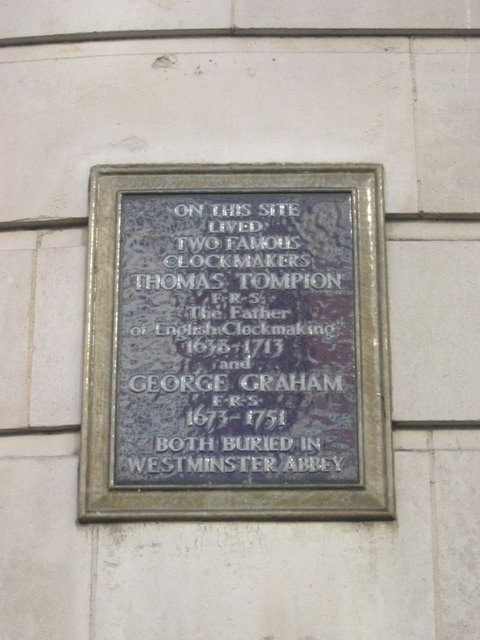 ON THIS SITE
LIVED
TWO FAMOUS
CLOCKMAKERS
THOMAS TOMPION
F·R·S·
The Father
of English Clockmaking
1638-1713
and
GEORGE GRAHAM
F·R·S·
1673-1751
BOTH BURIED IN
WESTMINSTER ABBEY